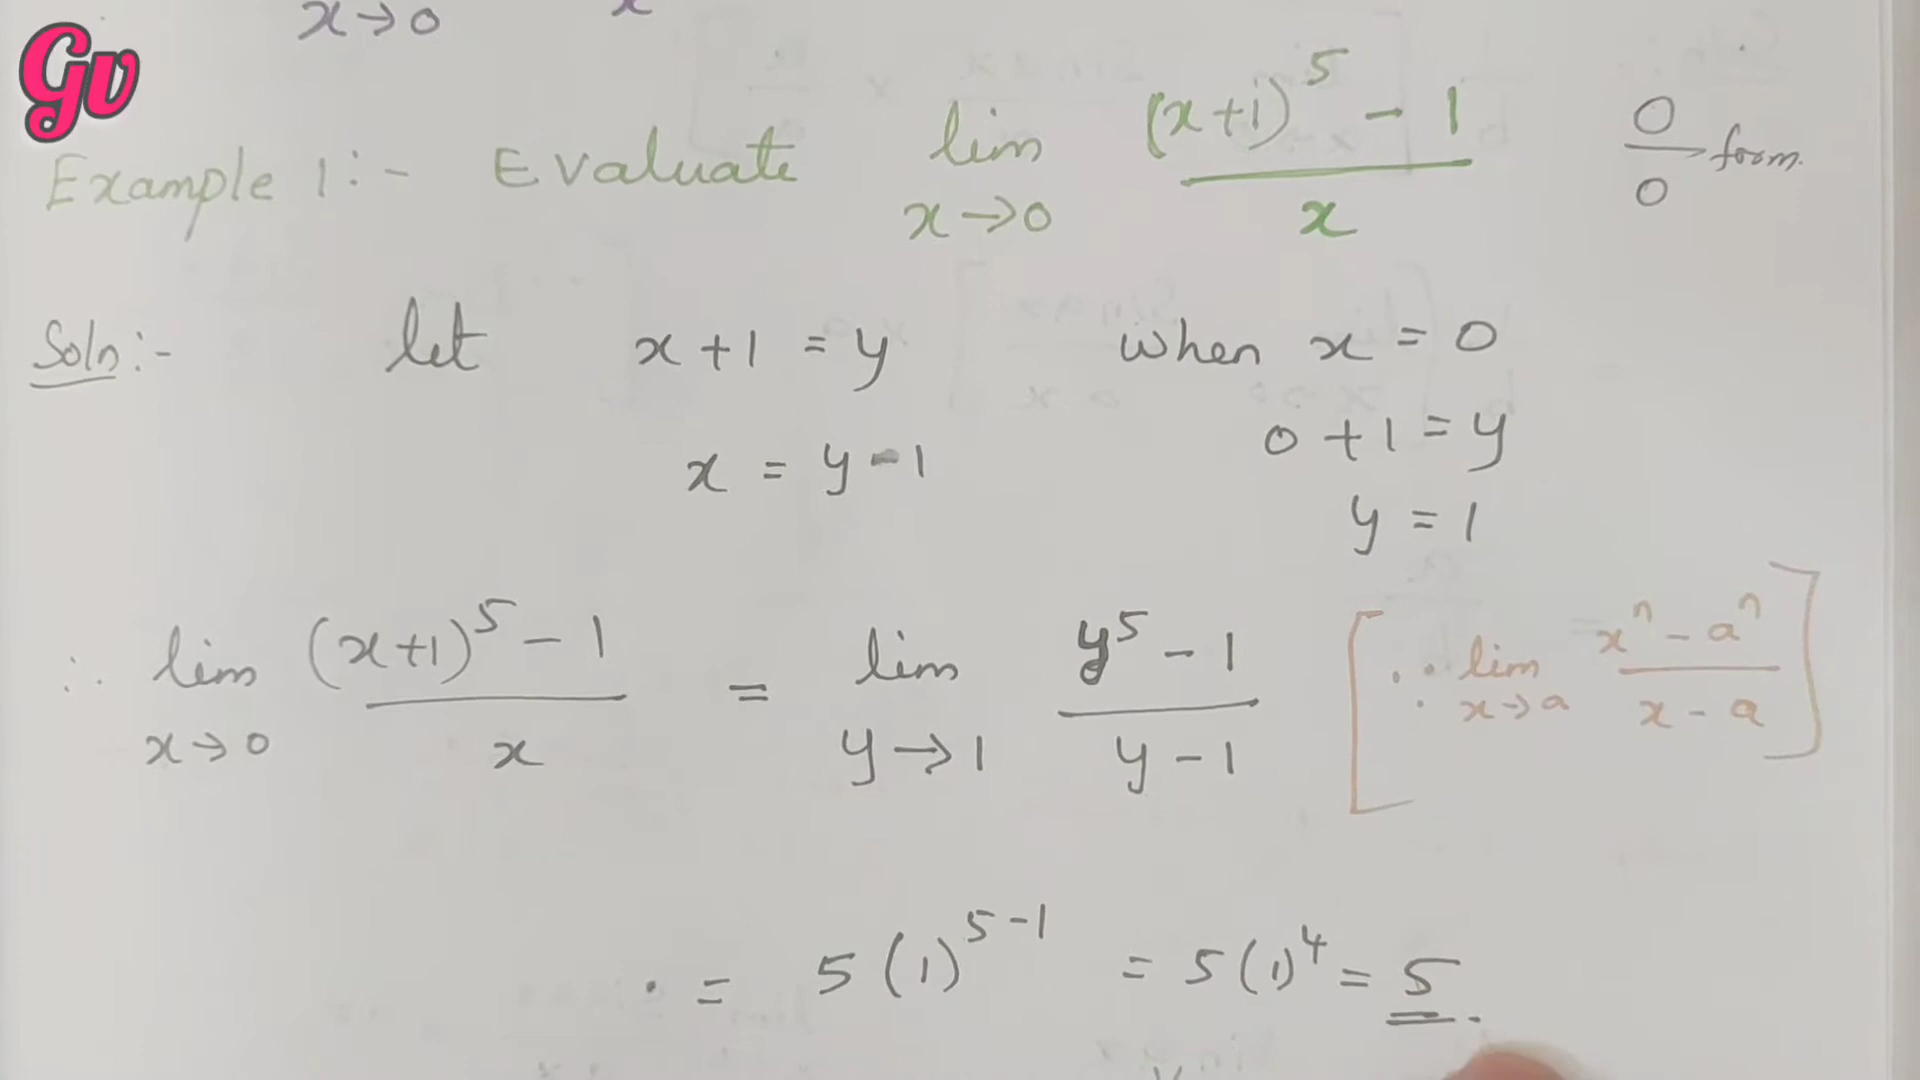 x→0 x
Gv
Example 1:- Evaluate lim x→0 ((x+1)^5 - 1)/x 0/0 form.
Soln:- let x+1 = y when x = 0
x = y-1 0+1 = y
y = 1
∴ lim x→0 ((x+1)^5 - 1)/x = lim y→1 (y^5 - 1)/(y - 1) [∵ lim x→a (x^n - a^n)/(x - a)]
= 5(1)^5-1 = 5(1)^4 = 5.